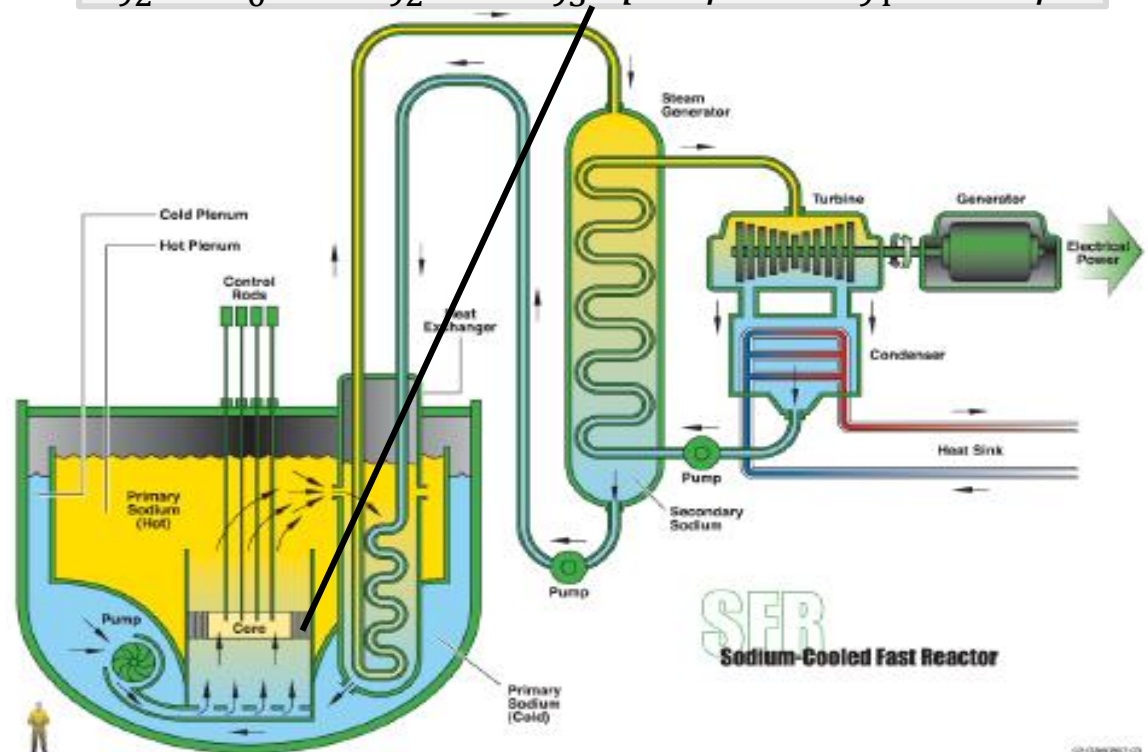 Steam
Generator
Turbine
Generator
Electrical
Power
Cold Plenum
Hot Plenum
Control
Rods
Heat
Exchanger
Condenser
Heat Sink
Pump
Primary
Sodium
(Hot)
Secondary
Sodium
Pump
Pump
Core
SFR
Sodium-Cooled Fast Reactor
Primary
Sodium
(Cold)